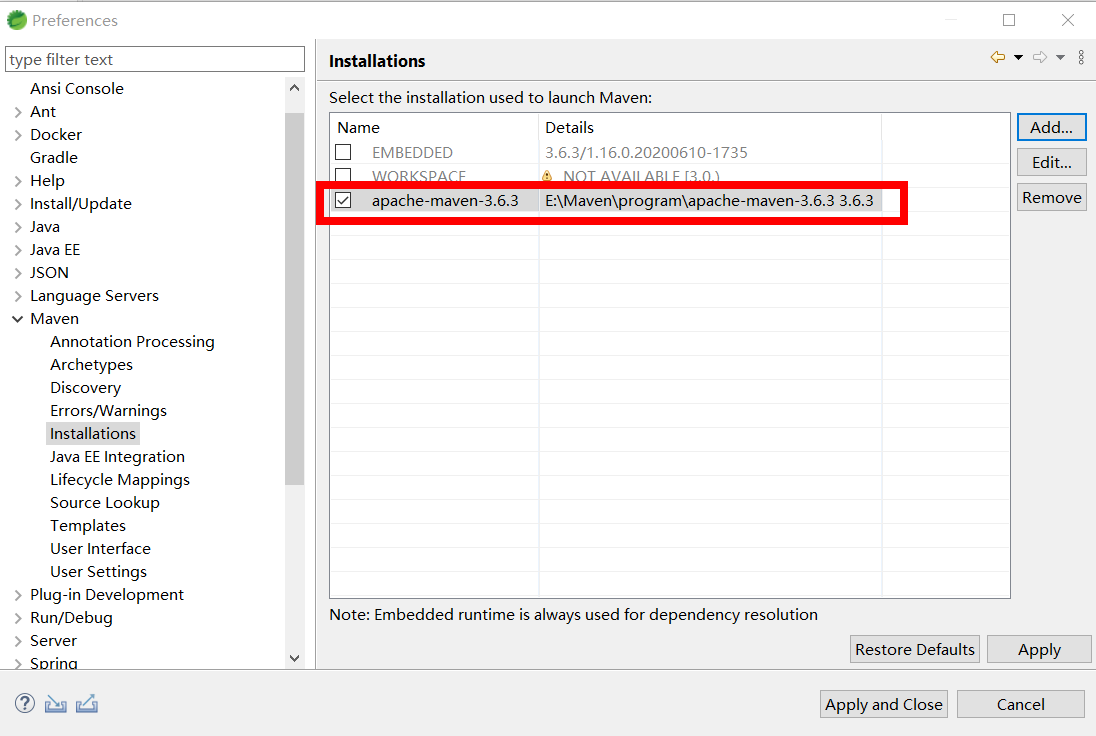 Preferences
type filter text
Ansi Console
Ant
Docker
Gradle
Help
Install/Update
Java
Java EE
JSON
Language Servers
Maven
Annotation Processing
Archetypes
Discovery
Errors/Warnings
Installations
Java EE Integration
Lifecycle Mappings
Source Lookup
Templates
User Interface
User Settings
Plug-in Development
Run/Debug
Server
Spring
Installations
Select the installation used to launch Maven:
Name Details
EMBEDDED 3.6.3/1.16.0.20200610-1735
WORKSPACE NOT AVAILABLE [3.0,)
apache-maven-3.6.3 E:\Maven\program\apache-maven-3.6.3 3.6.3
Add...
Edit...
Remove
Note: Embedded runtime is always used for dependency resolution
Restore Defaults Apply
Apply and Close Cancel